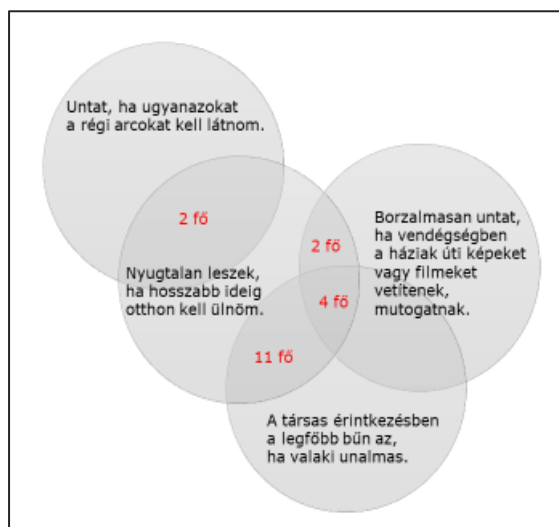 Untat, ha ugyanazokat
a régi arcokat kell látnom.
2 fő
Nyugtalan leszek,
ha hosszabb ideig
otthon kell ülnöm.
2 fő
4 fő
11 fő
Borzalmasan untat,
ha vendégségben
a háziak úti képeket
vagy filmeket
vetítenek,
mutogatnak.
A társas érintkezésben
a legfőbb bűn az,
ha valaki unalmas.